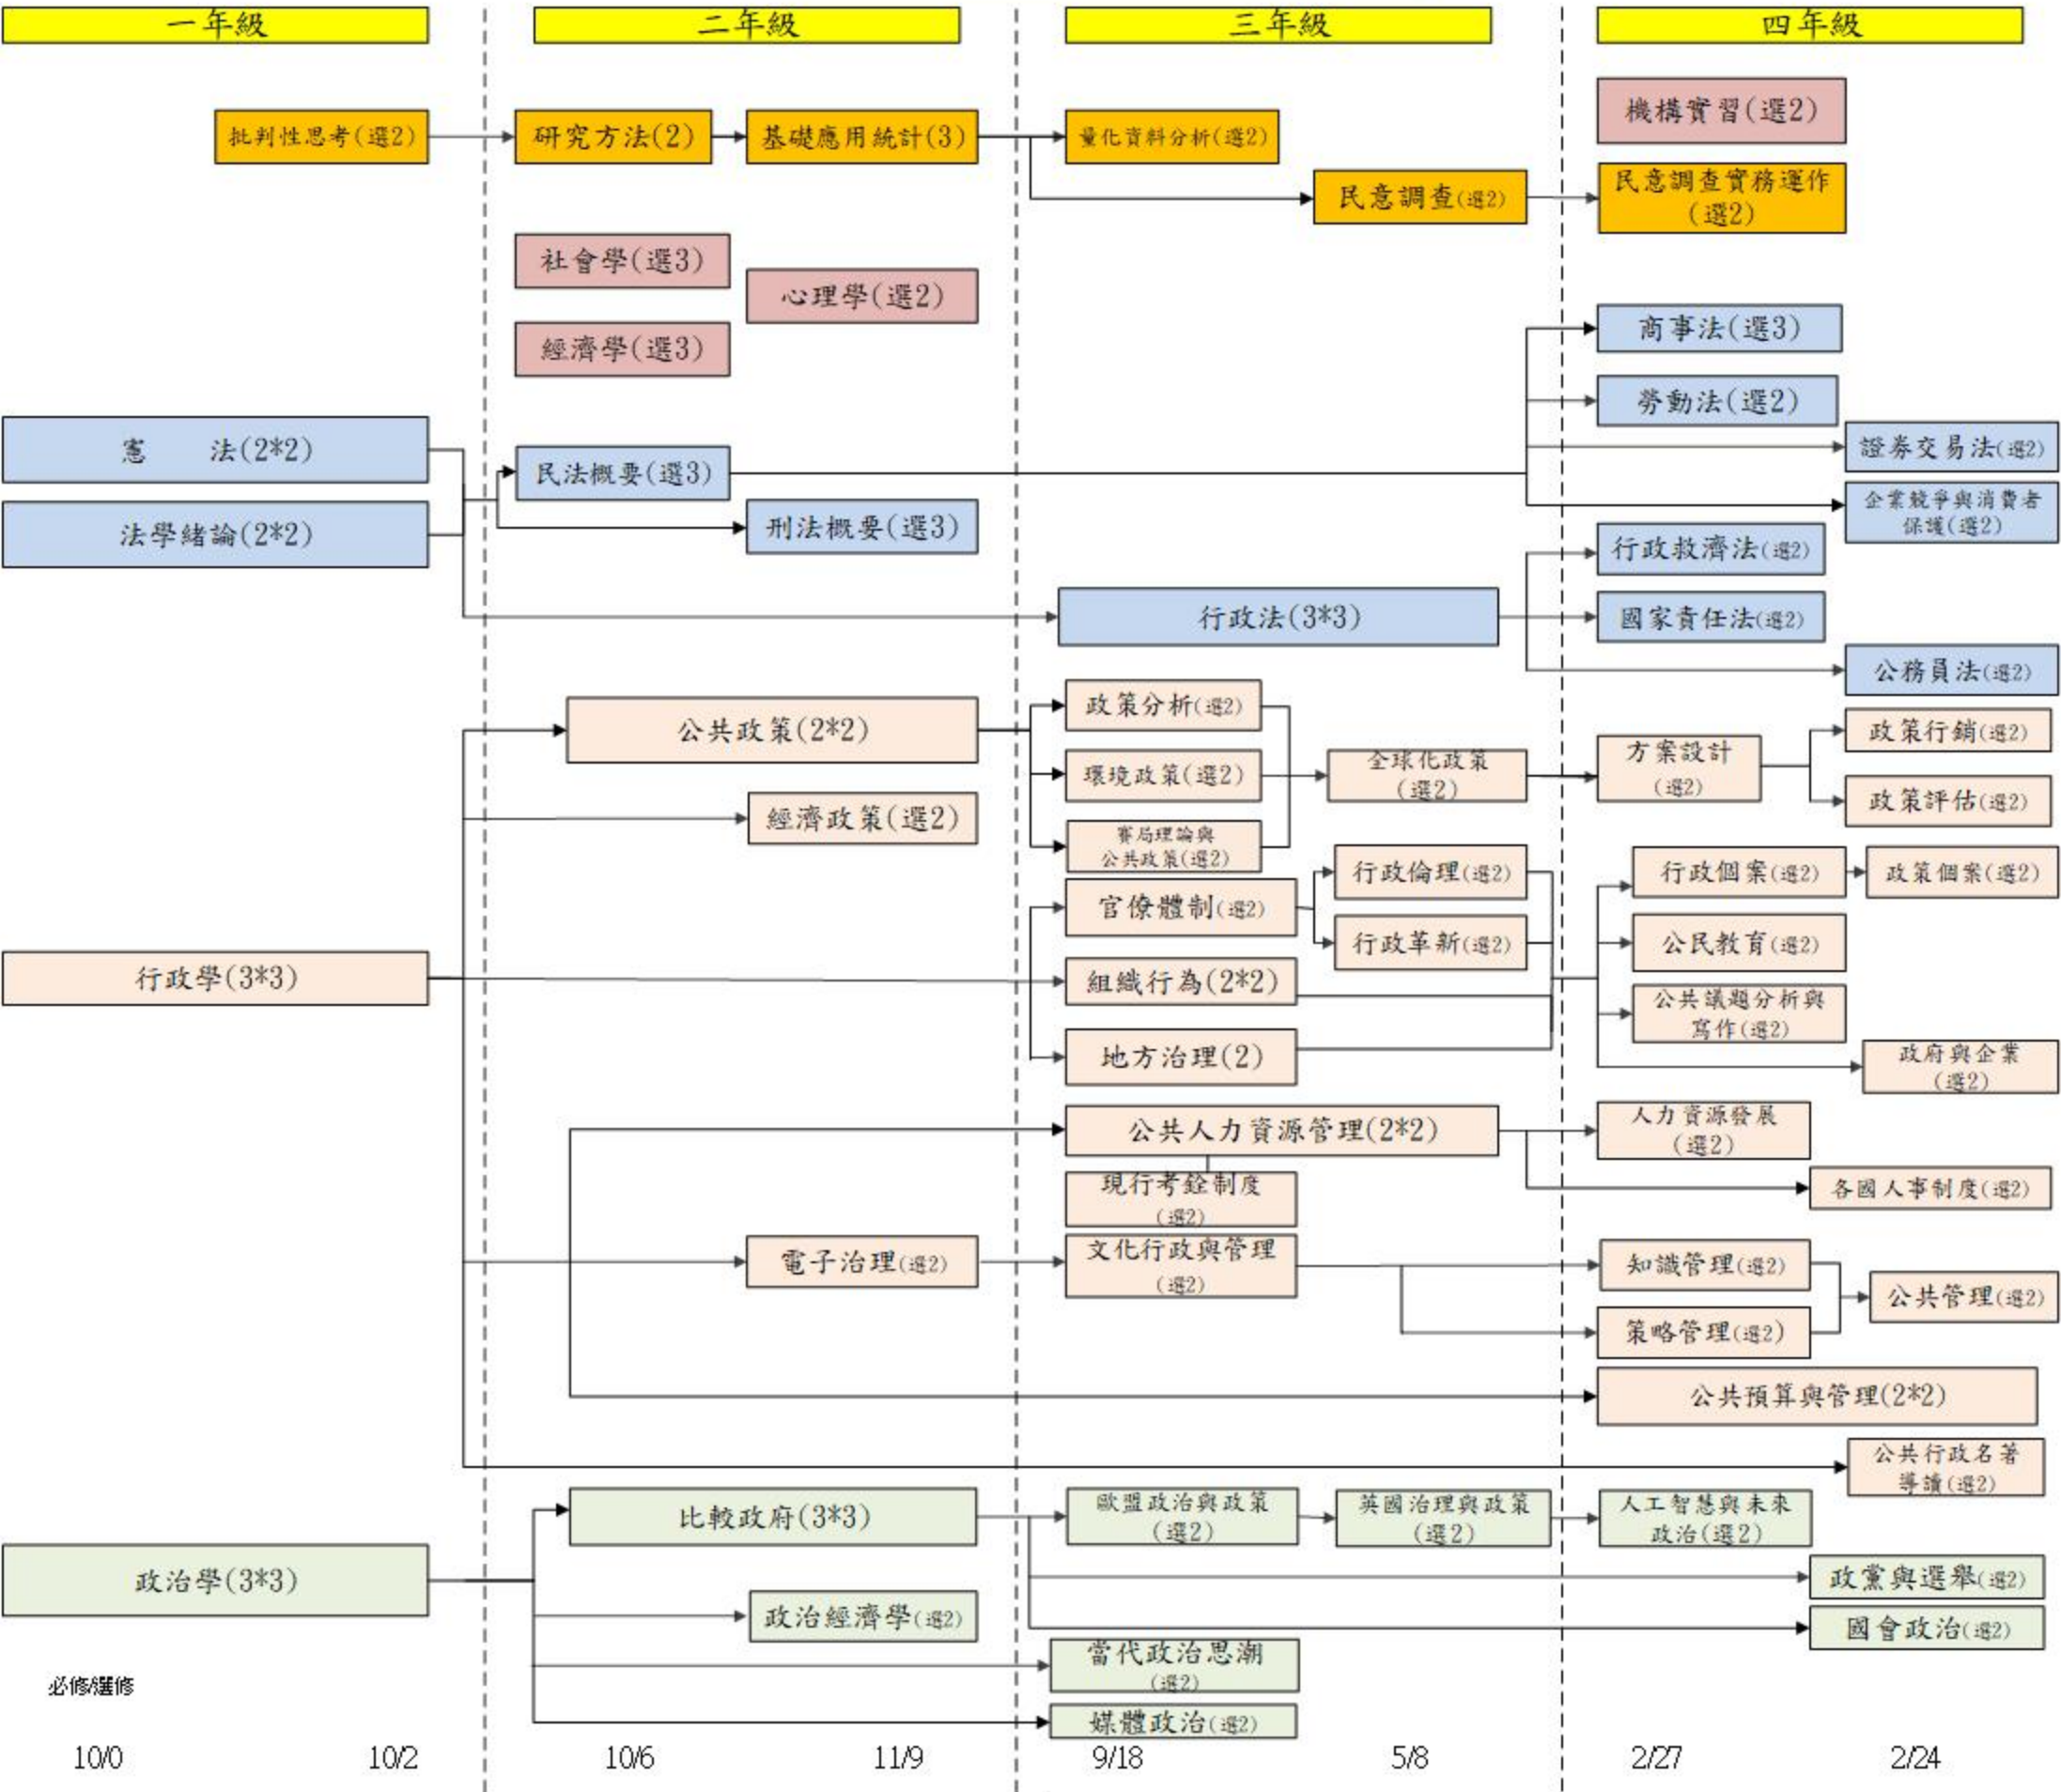 一年級
二年級
三年級
四年級
機構實習(選2)
批判性思考(選2)
研究方法(2)
基礎應用統計(3)
量化資料分析(選2)
民意調查(選2)
民意調查實務運作
(選2)
社會學(選3)
心理學(選2)
經濟學(選3)
商事法(選3)
勞動法(選2)
憲　　法(2*2)
民法概要(選3)
證券交易法(選2)
法學緒論(2*2)
刑法概要(選3)
企業競爭與消費者
保護(選2)
行政救濟法(選2)
行政法(3*3)
國家責任法(選2)
公務員法(選2)
公共政策(2*2)
政策分析(選2)
環境政策(選2)
全球化政策
(選2)
方案設計
(選2)
政策行銷(選2)
政策評估(選2)
經濟政策(選2)
賽局理論與
公共政策(選2)
官僚體制(選2)
行政倫理(選2)
行政革新(選2)
行政個案(選2)
政策個案(選2)
公民教育(選2)
行政學(3*3)
組織行為(2*2)
公共議題分析與
寫作(選2)
地方治理(2)
政府與企業
(選2)
公共人力資源管理(2*2)
人力資源發展
(選2)
現行考銓制度
(選2)
各國人事制度(選2)
電子治理(選2)
文化行政與管理
(選2)
知識管理(選2)
公共管理(選2)
策略管理(選2)
公共預算與管理(2*2)
公共行政名著
導讀(選2)
比較政府(3*3)
歐盟政治與政策
(選2)
英國治理與政策
(選2)
人工智慧與未來
政治(選2)
政治學(3*3)
政黨與選舉(選2)
政治經濟學(選2)
國會政治(選2)
當代政治思潮
(選2)
媒體政治(選2)
必修/選修
10/0
10/2
10/6
11/9
9/18
5/8
2/27
2/24